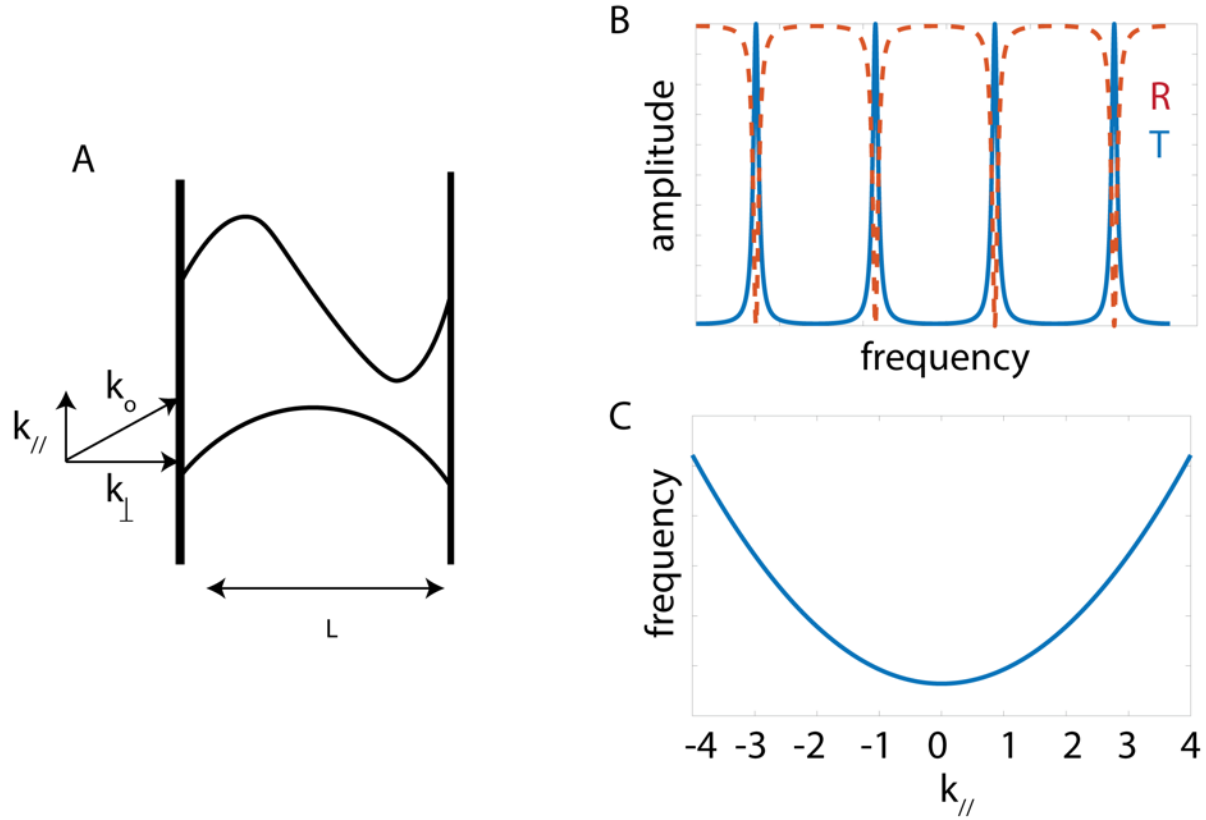 A
k//
ko
k⊥
L
B
amplitude
R
T
frequency
C
frequency
-4 -3 -2 -1 0 1 2 3 4
k//